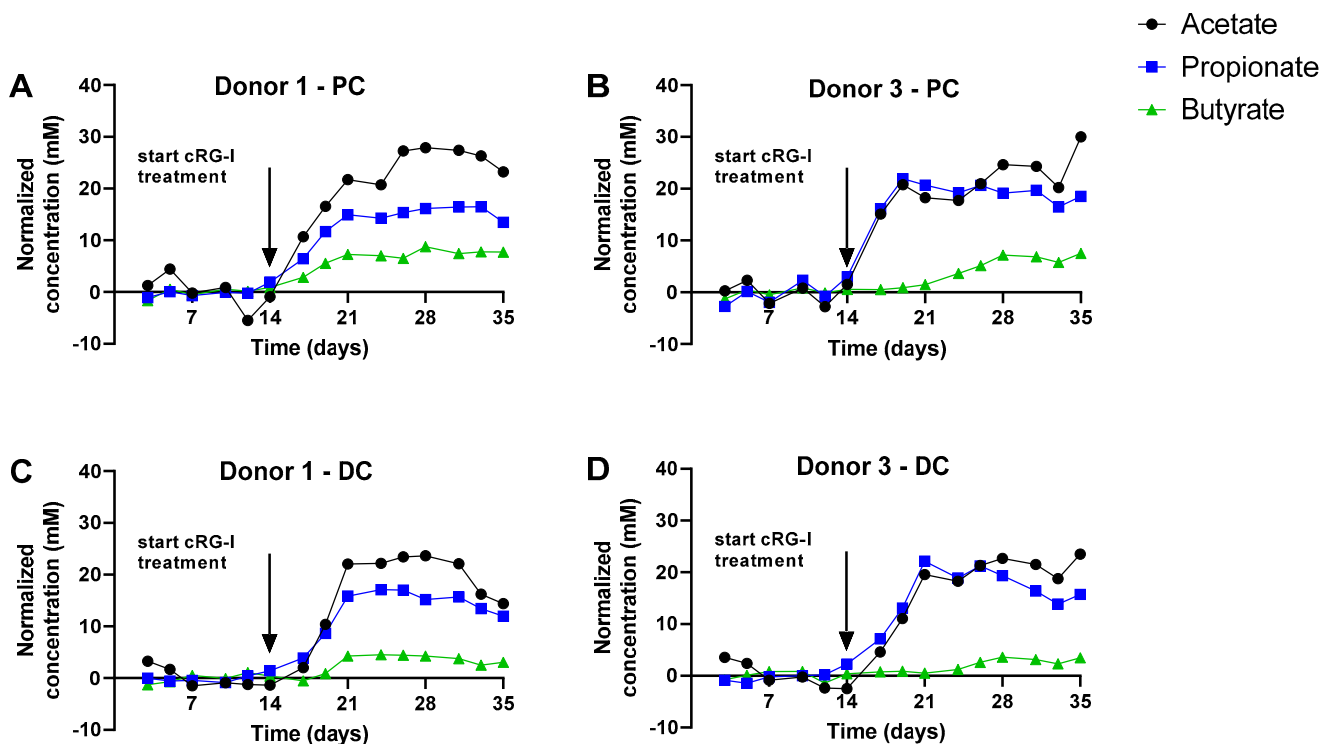 Acetate
Propionate
Butyrate
A
Donor 1 - PC
Normalized
concentration (mM)
40
30
20
10
0
-10
start cRG-I
treatment
7
14
21
28
35
Time (days)
B
Donor 3 - PC
Normalized
concentration (mM)
40
30
20
10
0
-10
start cRG-I
treatment
7
14
21
28
35
Time (days)
C
Donor 1 - DC
Normalized
concentration (mM)
40
30
20
10
0
-10
start cRG-I
treatment
7
14
21
28
35
Time (days)
D
Donor 3 - DC
Normalized
concentration (mM)
40
30
20
10
0
-10
start cRG-I
treatment
7
14
21
28
35
Time (days)